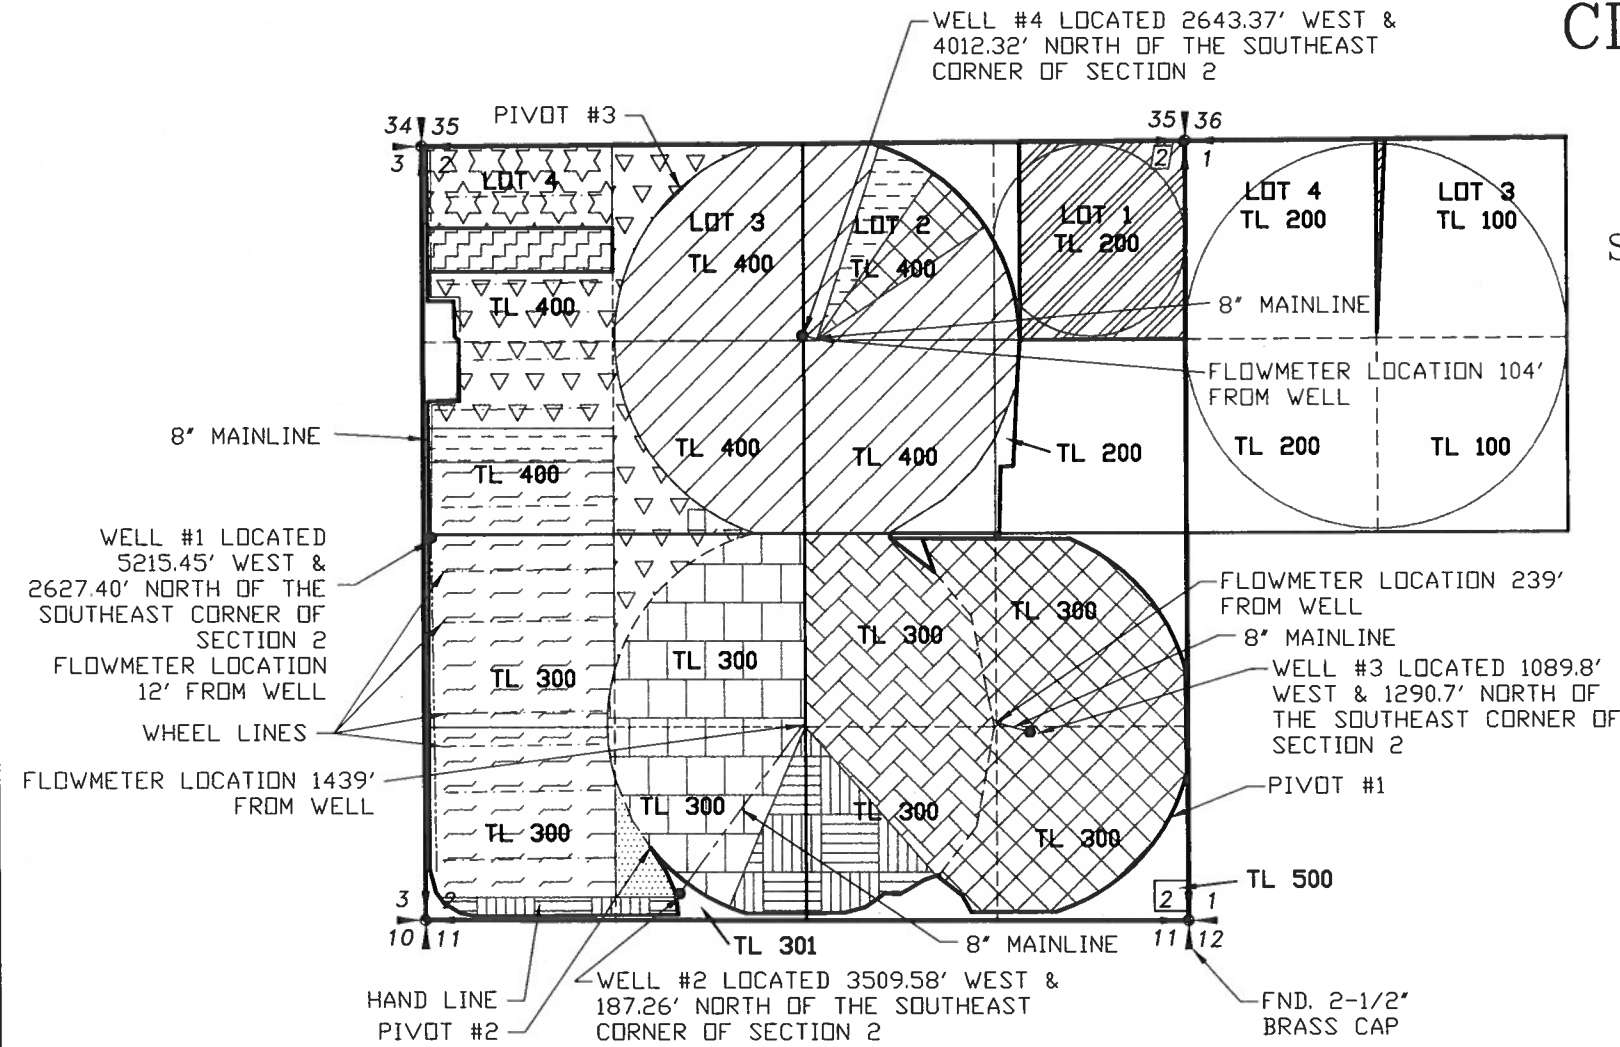 WELL #4 LOCATED 2643.37' WEST &
4012.32' NORTH OF THE SOUTHEAST
CORNER OF SECTION 2
PIVOT #3
34 35
3 2
35 36
2 1
LOT 4
LOT 3
TL 400
LOT 2
TL 400
LOT 1
TL 200
LOT 4
TL 200
LOT 3
TL 100
TL 400
8" MAINLINE
FLOWMETER LOCATION 104'
FROM WELL
8" MAINLINE
TL 400
TL 400
TL 400
TL 200
TL 200
TL 100
WELL #1 LOCATED
5215.45' WEST &
2627.40' NORTH OF THE
SOUTHEAST CORNER OF
SECTION 2
FLOWMETER LOCATION
12' FROM WELL
WHEEL LINES
FLOWMETER LOCATION 1439'
FROM WELL
TL 300
TL 300
TL 300
TL 300
FLOWMETER LOCATION 239'
FROM WELL
8" MAINLINE
WELL #3 LOCATED 1089.8'
WEST & 1290.7' NORTH OF
THE SOUTHEAST CORNER OF
SECTION 2
PIVOT #1
TL 300
TL 300
TL 300
TL 300
TL 500
3 2
10 11
2 1
11 12
TL 301
8" MAINLINE
HAND LINE
PIVOT #2
WELL #2 LOCATED 3509.58' WEST &
187.26' NORTH OF THE SOUTHEAST
CORNER OF SECTION 2
FND. 2-1/2"
BRASS CAP